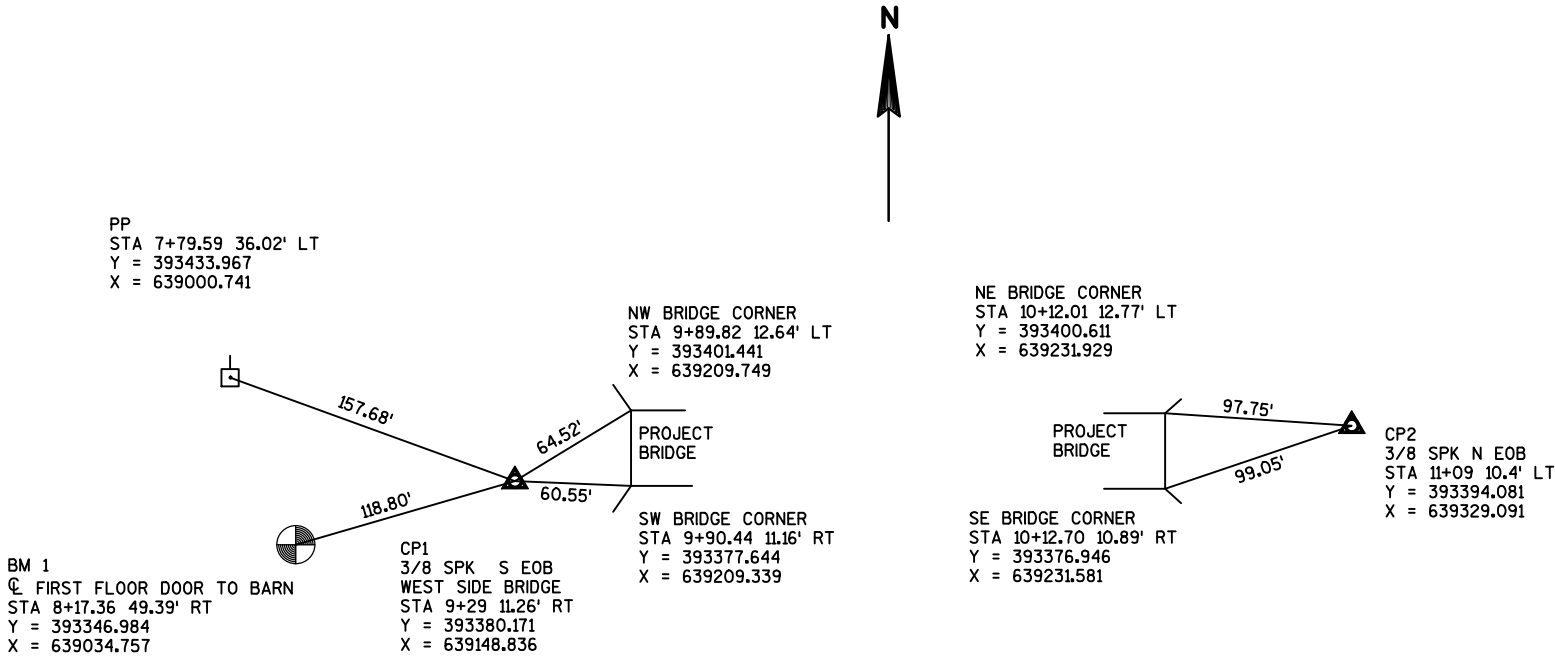 N
PP
STA 7+79.59 36.02' LT
Y = 393433.967
X = 639000.741
NW BRIDGE CORNER
STA 9+89.82 12.64' LT
Y = 393401.441
X = 639209.749
NE BRIDGE CORNER
STA 10+12.01 12.77' LT
Y = 393400.611
X = 639231.929
157.68'
64.52'
PROJECT
BRIDGE
60.55'
118.80'
97.75'
PROJECT
BRIDGE
99.05'
CP2
3/8 SPK N EOB
STA 11+09 10.4' LT
Y = 393394.081
X = 639329.091
SW BRIDGE CORNER
STA 9+90.44 11.16' RT
Y = 393377.644
X = 639209.339
SE BRIDGE CORNER
STA 10+12.70 10.89' RT
Y = 393376.946
X = 639231.581
BM 1
℄ FIRST FLOOR DOOR TO BARN
STA 8+17.36 49.39' RT
Y = 393346.984
X = 639034.757
CP1
3/8 SPK S EOB
WEST SIDE BRIDGE
STA 9+29 11.26' RT
Y = 393380.171
X = 639148.836